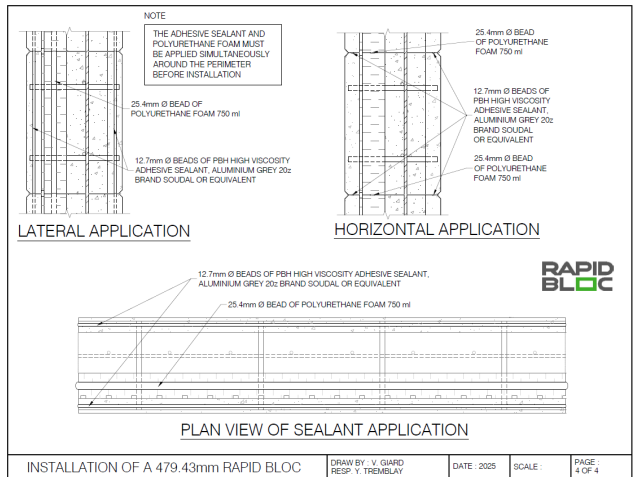 NOTE
THE ADHESIVE SEALANT AND
POLYURETHANE FOAM MUST
BE APPLIED SIMULTANEOUSLY
AROUND THE PERIMETER
BEFORE INSTALLATION
25.4mm Ø BEAD OF
POLYURETHANE FOAM 750 ml
12.7mm Ø BEADS OF PBH HIGH VISCOSITY
ADHESIVE SEALANT, ALUMINIUM GREY 20z
BRAND SOUDAL OR EQUIVALENT
LATERAL APPLICATION
25.4mm Ø BEAD
OF POLYURETHANE
FOAM 750 ml
12.7mm Ø
BEADS OF
PBH HIGH
VISCOSITY
ADHESIVE
SEALANT,
ALUMINIUM GREY 20z
BRAND SOUDAL
OR EQUIVALENT
25.4mm Ø BEAD
OF POLYURETHANE
FOAM 750 ml
HORIZONTAL APPLICATION
RAPID
BLOC
12.7mm Ø BEADS OF PBH HIGH VISCOSITY ADHESIVE SEALANT,
ALUMINIUM GREY 20z BRAND SOUDAL OR EQUIVALENT
25.4mm Ø BEAD OF POLYURETHANE FOAM 750 ml
PLAN VIEW OF SEALANT APPLICATION
INSTALLATION OF A 479.43mm RAPID BLOC
DRAW BY : V. GIARD
RESP. Y. TREMBLAY
DATE : 2025
SCALE :
PAGE :
4 OF 4